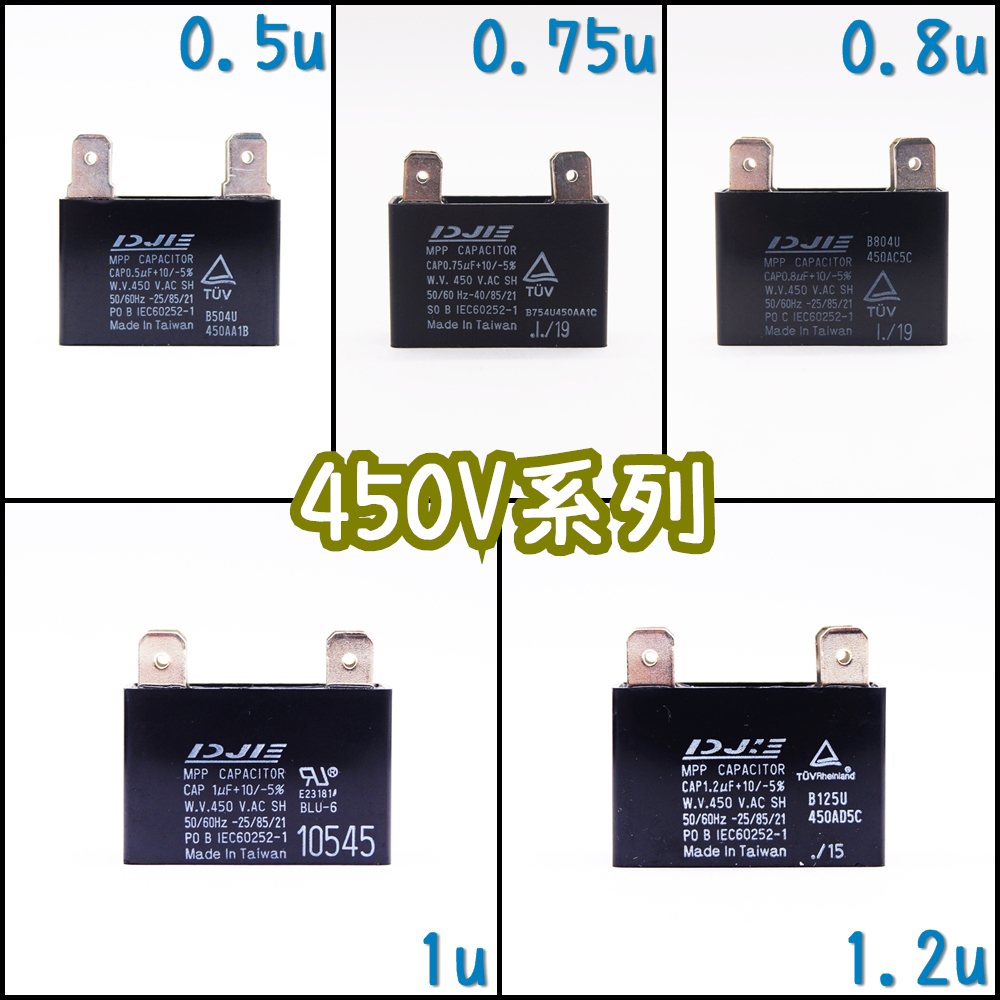 0.5u
DJIE
MPP CAPACITOR
CAP0.5μF+10/-5%
W.V.450 V.AC SH
50/60Hz -25/85/21
PO B IEC60252-1
Made In Taiwan
TÜV
B504U
450AA1B
0.75u
DJIE
MPP CAPACITOR
CAP0.75μF+10/-5%
W.V. 450 V.AC SH
50/60 Hz-40/85/21
SO B IEC60252-1
Made In Taiwan
TÜV
B754U450AA1C
.I./19
0.8u
DJIE
MPP CAPACITOR
CAP0.8μF+10/-5%
W.V.450 V.AC SH
50/60Hz -25/85/21
PO C IEC60252-1
Made In Taiwan
B804U
450AC5C
TÜV
I./19
450V系列
DJIE
MPP CAPACITOR
CAP 1μF+10/-5%
W.V.450 V.AC SH
50/60Hz -25/85/21
PO B IEC60252-1
Made In Taiwan
®
BLU-6
10545
1u
DJIE
MPP CAPACITOR
CAP1.2μF+10/-5%
W.V.450 V.AC SH
50/60Hz -25/85/21
PO B IEC60252-1
Made In Taiwan
TÜVRheinland®
B125U
450AD5C
./15
1.2u